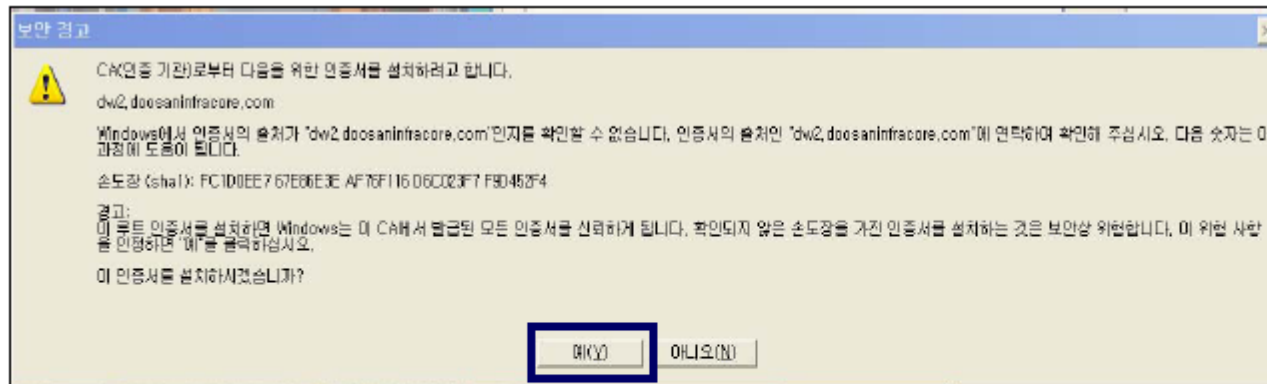 보안 경고
CA(인증 기관)로부터 다음을 위한 인증서를 설치하려고 합니다.
dw2.doosaninfracore.com
Windows에서 인증서의 출처가 "dw2.doosaninfracore.com"인지를 확인할 수 없습니다. 인증서의 출처인 "dw2.doosaninfracore.com"에 연락하여 확인해 주십시오. 다음 숫자는 이
과정에 도움이 됩니다.
손도장 (sha1):
경고:
이 루트 인증서를 설치하면 Windows는 이 CA에서 발급된 모든 인증서를 신뢰하게 됩니다. 확인되지 않은 손도장을 가진 인증서를 설치하는 것은 보안상 위험합니다. 이 위험 사항
을 인정하면 "예"를 클릭하십시오.
이 인증서를 설치하시겠습니까?
예(Y) 아니오(N)